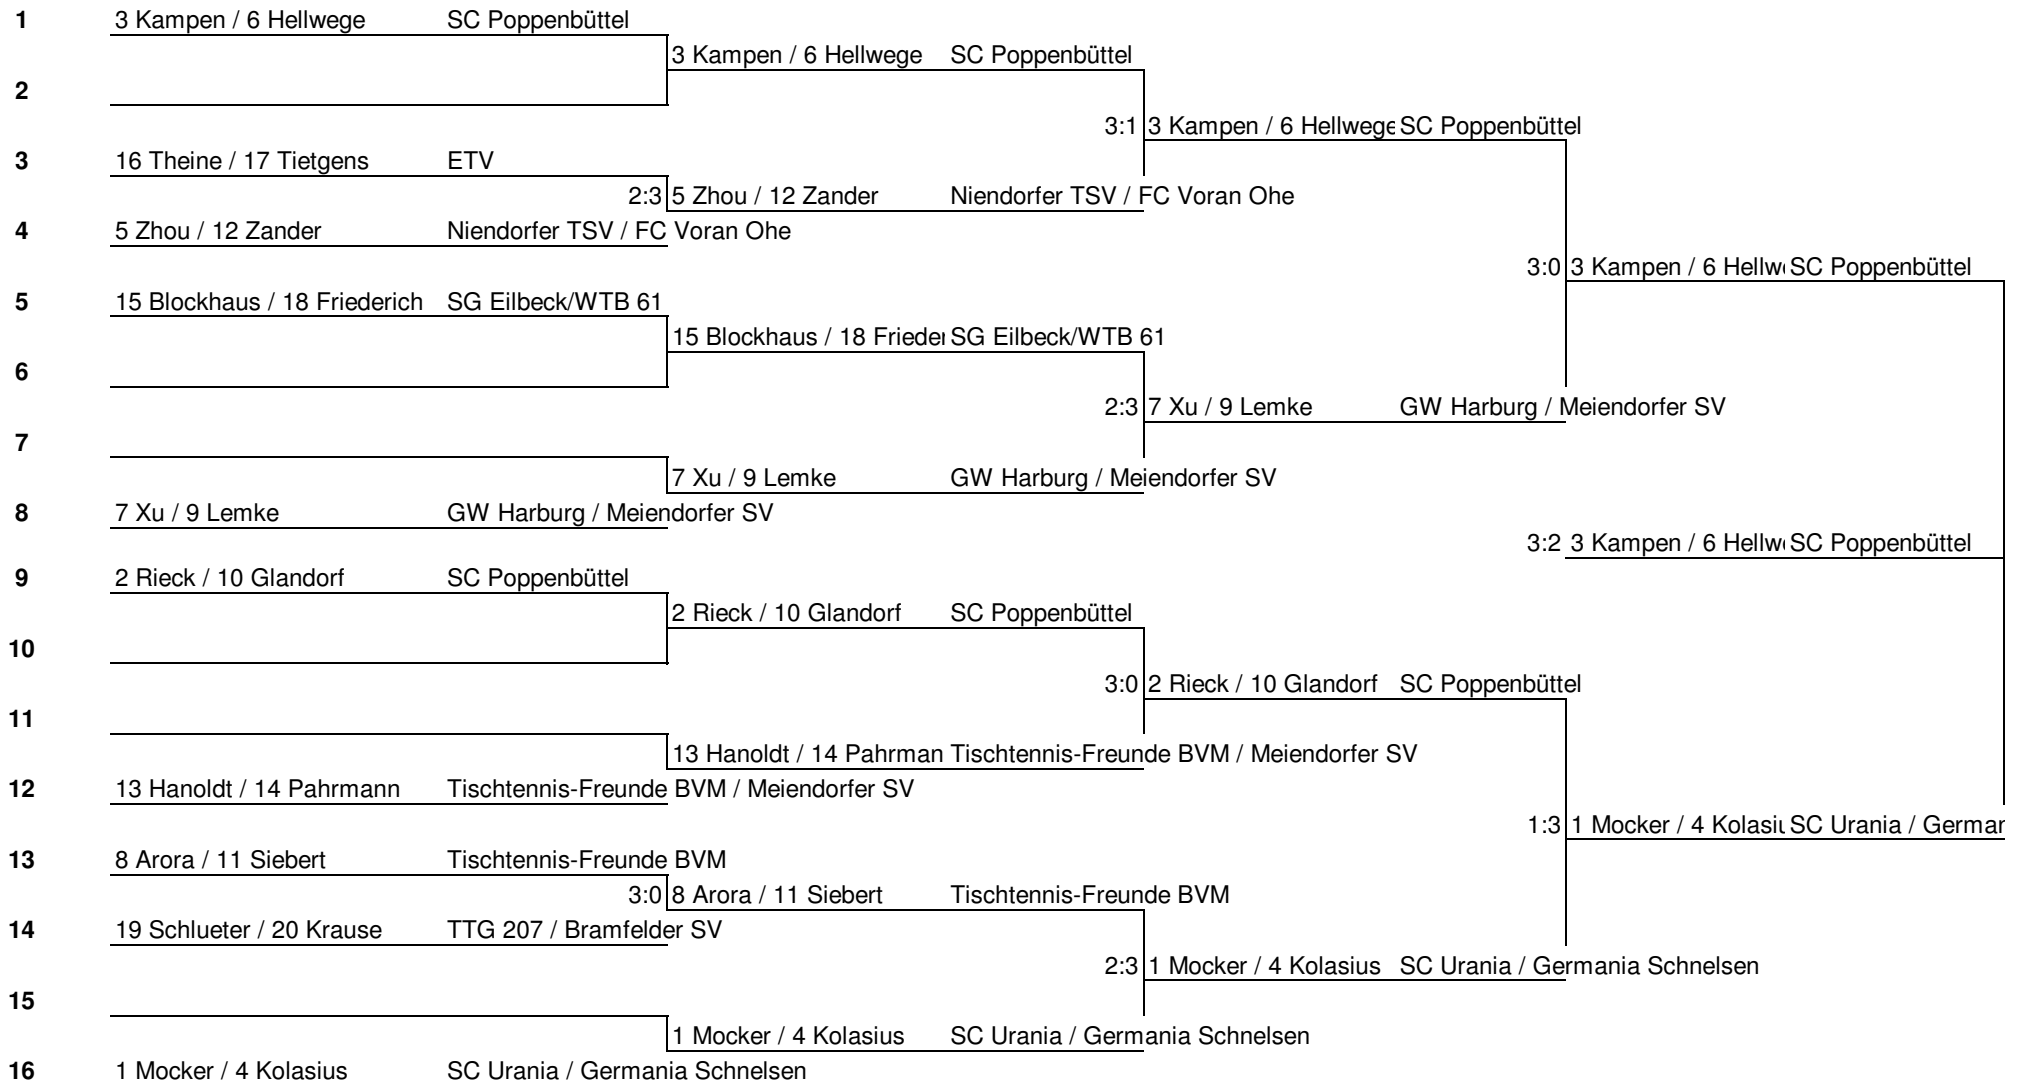 1 3 Kampen / 6 Hellwege SC Poppenbüttel
3 Kampen / 6 Hellwege SC Poppenbüttel
2
3:1 3 Kampen / 6 Hellwege SC Poppenbüttel
3 16 Theine / 17 Tietgens ETV
2:3 5 Zhou / 12 Zander Niendorfer TSV / FC Voran Ohe
4 5 Zhou / 12 Zander Niendorfer TSV / FC Voran Ohe
3:0 3 Kampen / 6 Hellw SC Poppenbüttel
5 15 Blockhaus / 18 Friederich SG Eilbeck/WTB 61
15 Blockhaus / 18 Frieder SG Eilbeck/WTB 61
6
2:3 7 Xu / 9 Lemke GW Harburg / Meiendorfer SV
7
7 Xu / 9 Lemke GW Harburg / Meiendorfer SV
8 7 Xu / 9 Lemke GW Harburg / Meiendorfer SV
3:2 3 Kampen / 6 Hellw SC Poppenbüttel
9 2 Rieck / 10 Glandorf SC Poppenbüttel
2 Rieck / 10 Glandorf SC Poppenbüttel
10
3:0 2 Rieck / 10 Glandorf SC Poppenbüttel
11
13 Hanoldt / 14 Pahrman Tischtennis-Freunde BVM / Meiendorfer SV
12 13 Hanoldt / 14 Pahrmann Tischtennis-Freunde BVM / Meiendorfer SV
1:3 1 Mocker / 4 Kolasi SC Urania / German
13 8 Arora / 11 Siebert Tischtennis-Freunde BVM
3:0 8 Arora / 11 Siebert Tischtennis-Freunde BVM
14 19 Schlueter / 20 Krause TTG 207 / Bramfelder SV
2:3 1 Mocker / 4 Kolasius SC Urania / Germania Schnelsen
15
1 Mocker / 4 Kolasius SC Urania / Germania Schnelsen
16 1 Mocker / 4 Kolasius SC Urania / Germania Schnelsen